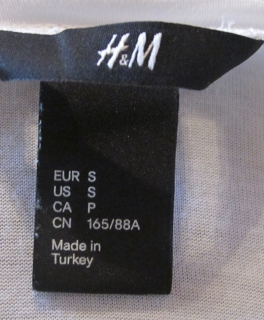 H&M
EUR S
US S
CA P
CN 165/88A
Made in
Turkey